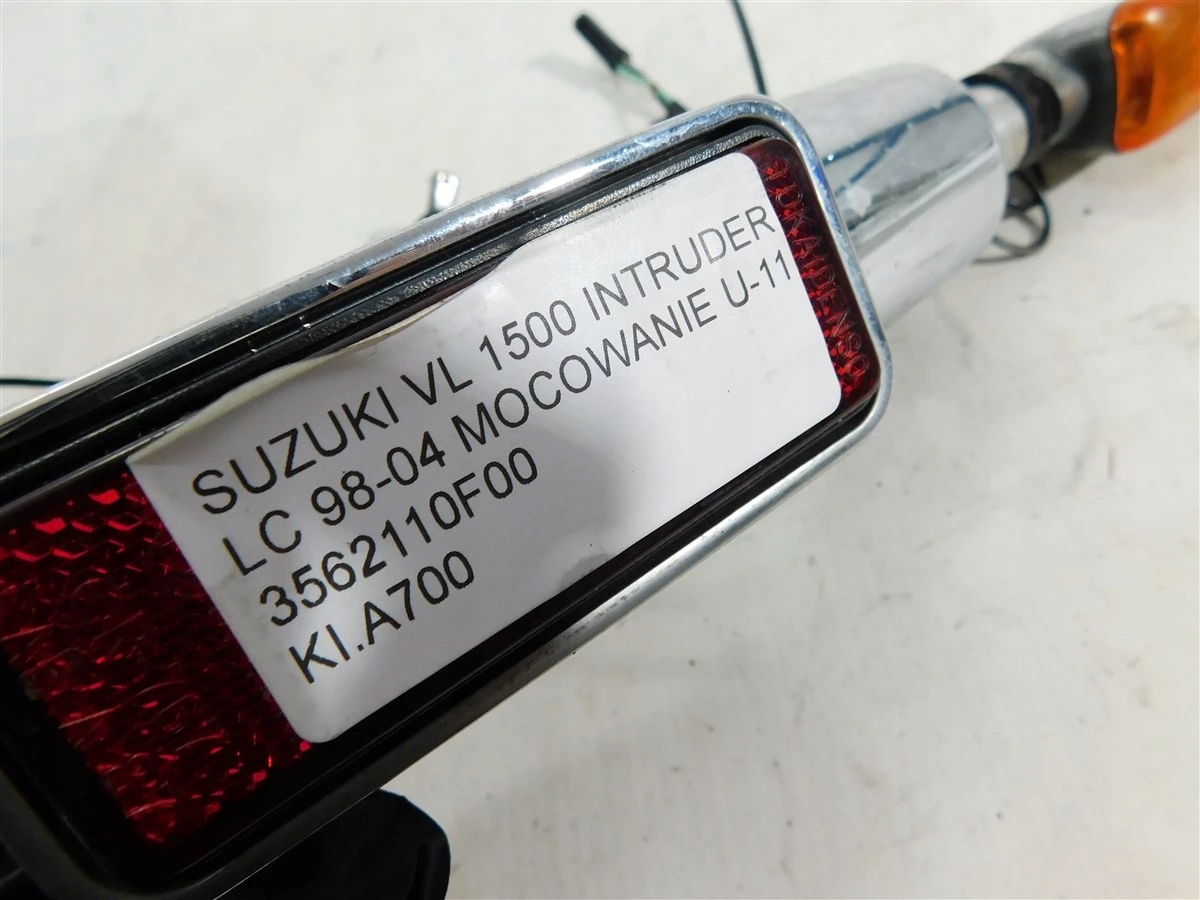 SUZUKI VL 1500 INTRUDER
LC 98-04 MOCOWANIE U-11
3562110F00
KI.A700